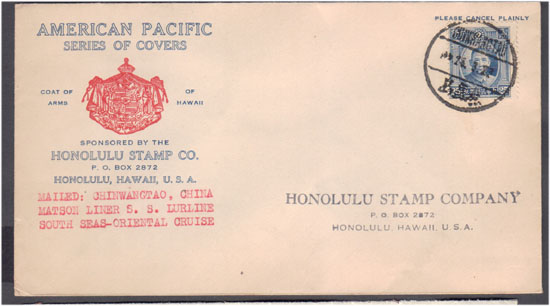 AMERICAN PACIFIC
SERIES OF COVERS
COAT OF
ARMS
OF
HAWAII
SPONSORED BY THE
HONOLULU STAMP CO.
P. O. BOX 2872
HONOLULU, HAWAII, U. S. A.
MAILED: CHINWANGTAO, CHINA
MATSON LINER S. S. LURLINE
SOUTH SEAS-ORIENTAL CRUISE
PLEASE CANCEL PLAINLY
CHINWANGTAO
HONOLULU STAMP COMPANY
P. O. BOX 2872
HONOLULU, HAWAII, U. S. A.